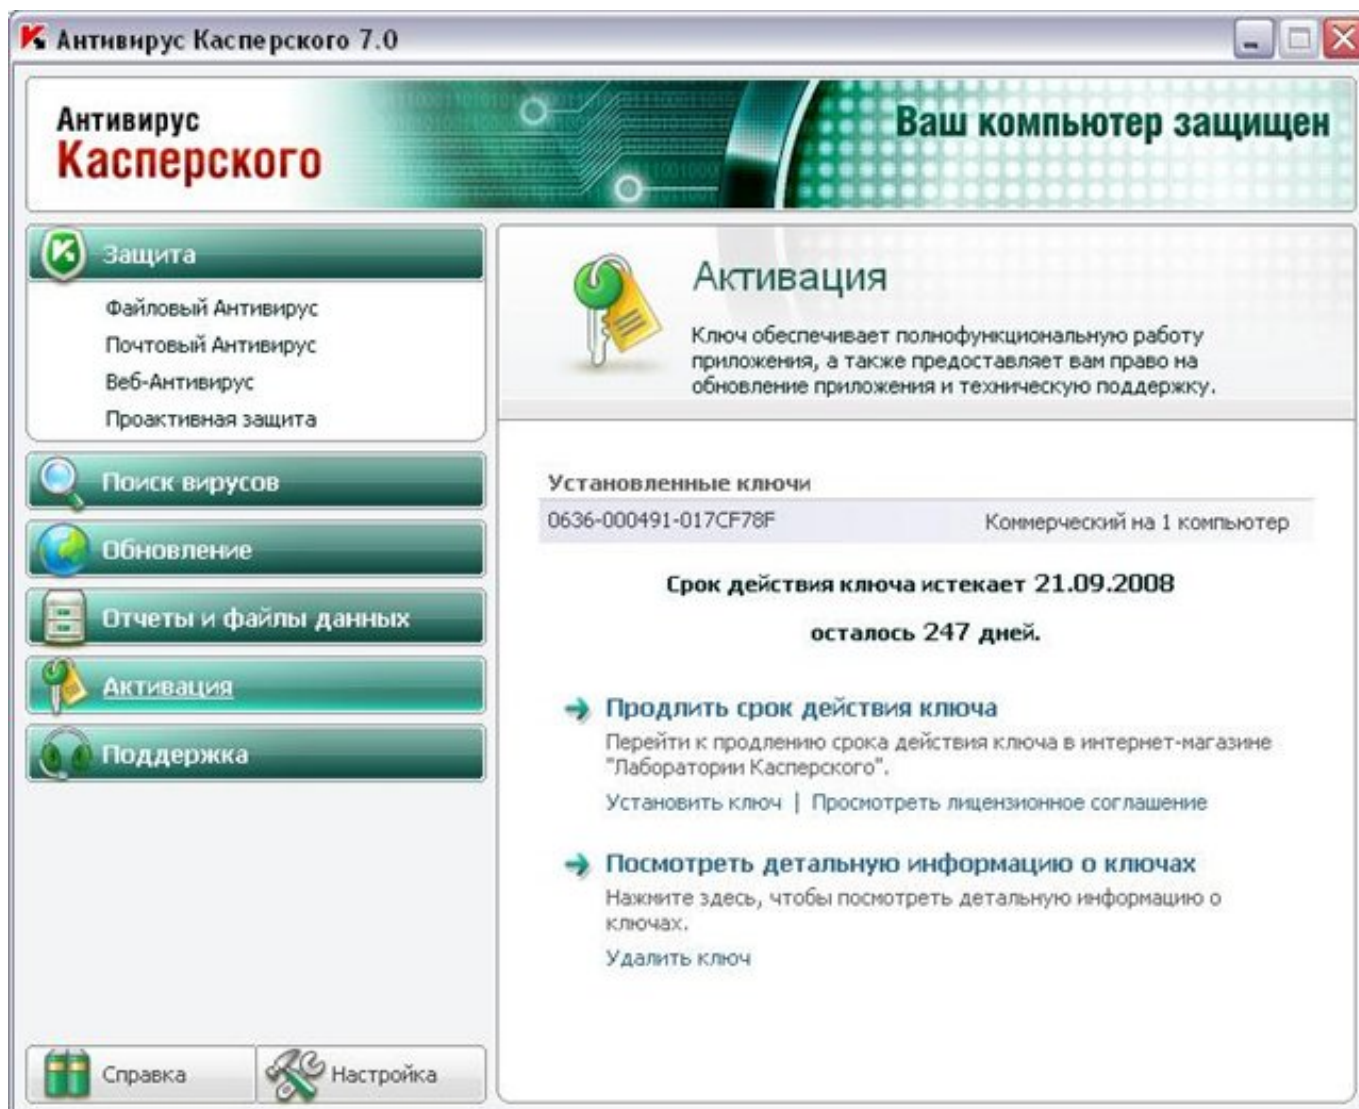 Антивирус Касперского 7.0
Антивирус
Касперского
Ваш компьютер защищен
Защита
Файловый Антивирус
Почтовый Антивирус
Веб-Антивирус
Проактивная защита
Поиск вирусов
Обновление
Отчеты и файлы данных
Активация
Поддержка
Справка
Настройка
Активация
Ключ обеспечивает полнофункциональную работу
приложения, а также предоставляет вам право на
обновление приложения и техническую поддержку.
Установленные ключи
0636-000491-017CF78F Коммерческий на 1 компьютер
Срок действия ключа истекает 21.09.2008
осталось 247 дней.
Продлить срок действия ключа
Перейти к продлению срока действия ключа в интернет-магазине
"Лаборатории Касперского".
Установить ключ | Просмотреть лицензионное соглашение
Посмотреть детальную информацию о ключах
Нажмите здесь, чтобы посмотреть детальную информацию о
ключах.
Удалить ключ